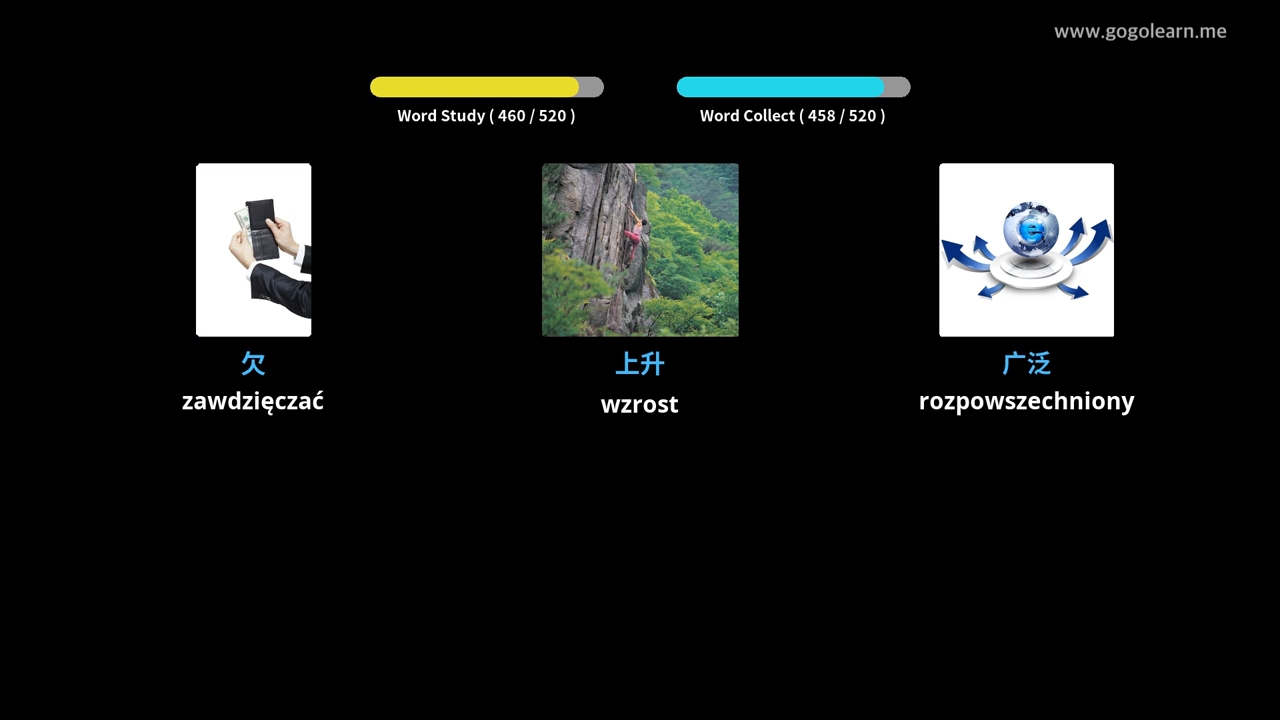 www.gogolearn.me
Word Study ( 460 / 520 )
Word Collect ( 458 / 520 )
欠
上升
广泛
zawdzięczać
wzrost
rozpowszechniony